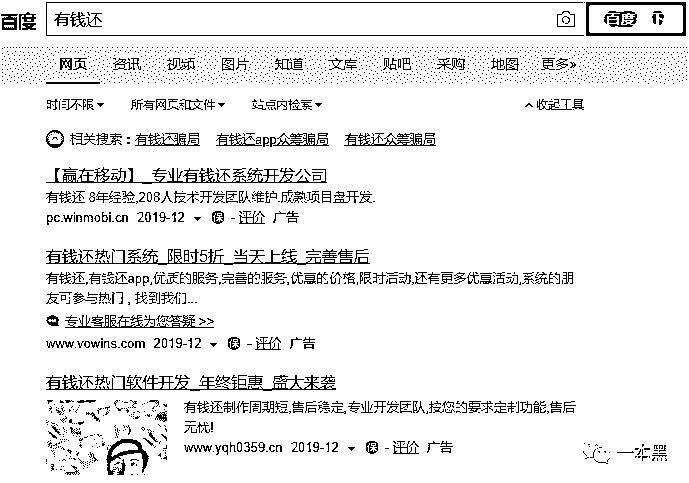 百度 有钱还 百度一下
网页 资讯 视频 图片 知道 文库 贴吧 采购 地图 更多»
时间不限 所有网页和文件 站点内检索 收起工具
相关搜索：有钱还骗局 有钱还app众筹骗局 有钱还众筹骗局
【赢在移动】_专业有钱还系统开发公司
有钱还 8年经验,208人技术开发团队维护.成熟项目盘开发.
pc.winmobi.cn 2019-12 保 - 评价 广告
有钱还热门系统_限时5折_当天上线_完善售后
有钱还,有钱还app,优质的服务,完善的服务,优惠的价格,限时活动,还有更多优惠活动,系统的朋
友可参与热门，找到我们...
专业客服在线为您答疑 >>
www.vowins.com 2019-12 保 - 评价 广告
有钱还热门软件开发_年终钜惠_盛大来袭
有钱还制作周期短,售后稳定,专业开发团队,按您的要求定制功能,售后
无忧!
www.yqh0359.cn 2019-12 保 - 评价 广告
一本黑